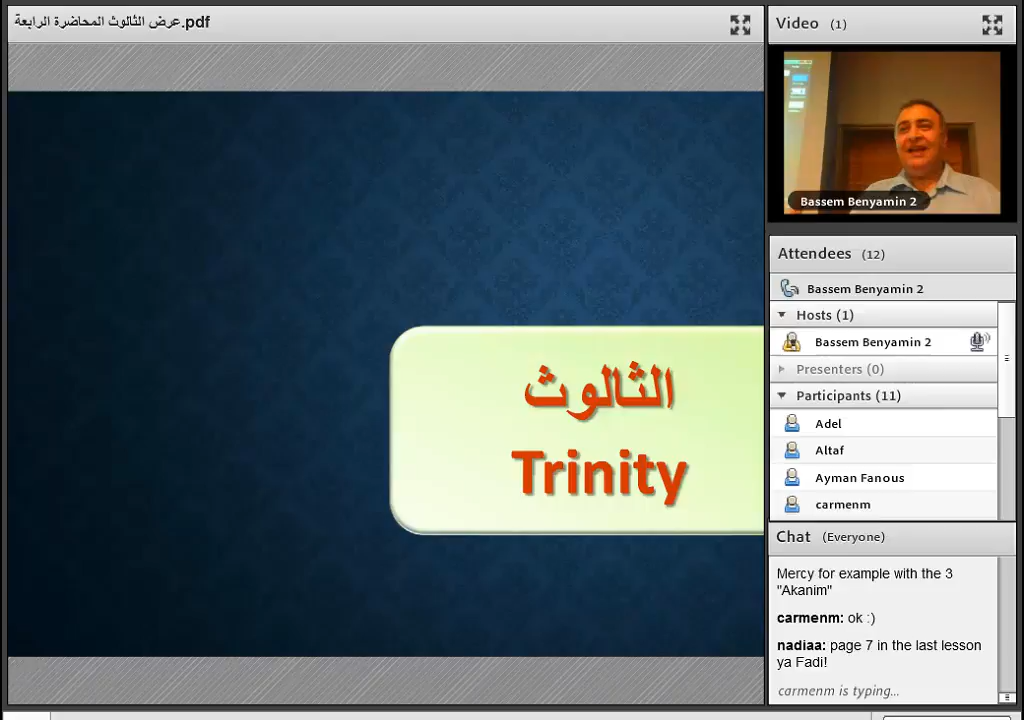 عرض الثالوث المحاضرة الرابعة.pdf
الثالوث
Trinity
Video (1)
Bassem Benyamin 2
Attendees (12)
Bassem Benyamin 2
Hosts (1)
Bassem Benyamin 2
Presenters (0)
Participants (11)
Adel
Altaf
Ayman Fanous
carmenm
Chat (Everyone)
Mercy for example with the 3
"Akanim"
carmenm: ok :)
nadiaa: page 7 in the last lesson
ya Fadi!
carmenm is typing...